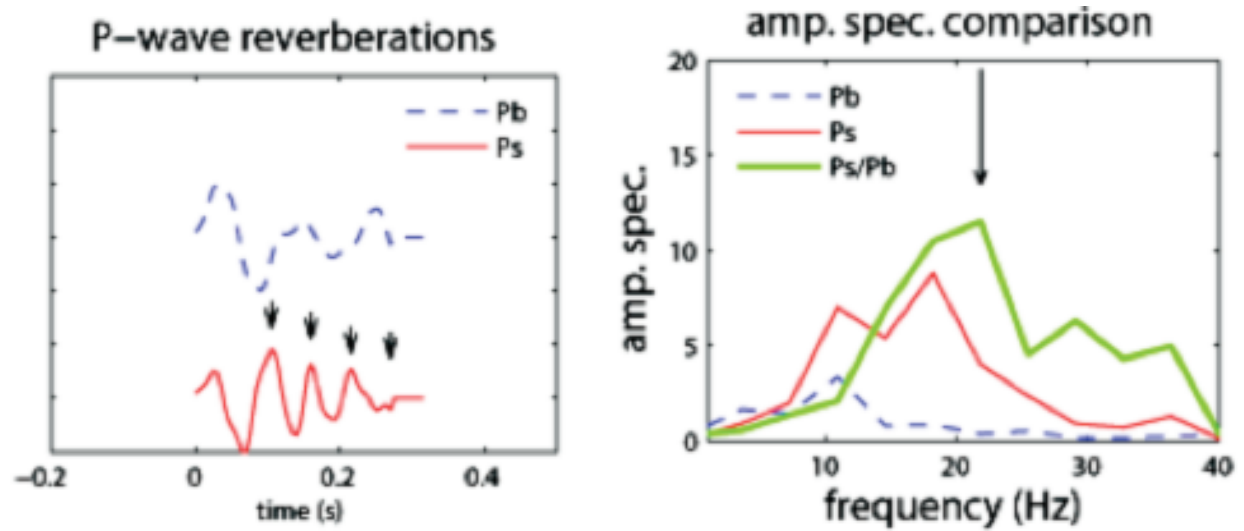 P-wave reverberations
Pb
Ps
-0.2
0
0.2
0.4
time (s)
amp. spec. comparison
20
15
10
5
0
amp. spec.
Pb
Ps
Ps/Pb
10
20
30
40
frequency (Hz)